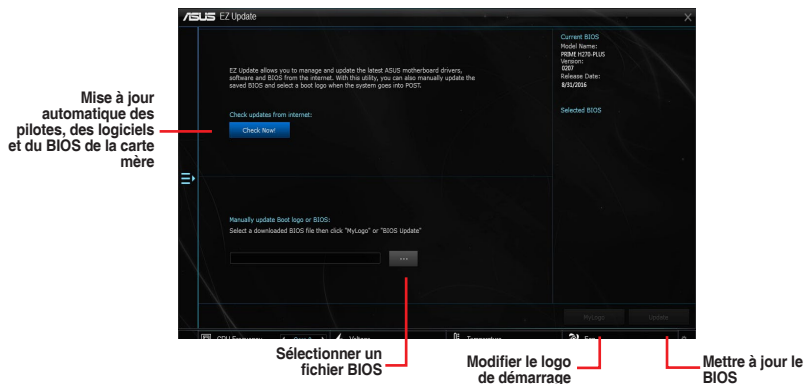 ASUS EZ Update
X
Current BIOS
Model Name:
PRIME H270-PLUS
Version:
0207
Release Date:
8/31/2016
Selected BIOS
EZ Update allows you to manage and update the latest ASUS motherboard drivers,
software and BIOS from the internet. With this utility, you can also manually update the
saved BIOS and select a boot logo when the system goes into POST.
Check updates from internet:
Check Now!
Mise à jour
automatique des
pilotes, des logiciels
et du BIOS de la carte
mère
Manually update Boot logo or BIOS:
Select a downloaded BIOS file then click "MyLogo" or "BIOS Update"
...
MyLogo
Update
CPU Frequency
Voltage
Temperature
Sélectionner un
fichier BIOS
Modifier le logo
de démarrage
Mettre à jour le
BIOS